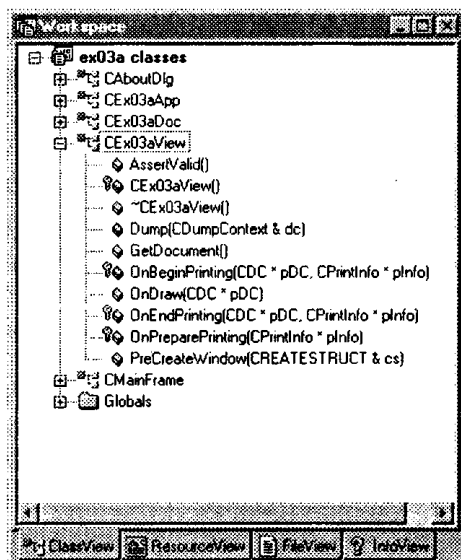 Workspace
ex03a classes
CAboutDlg
CEx03aApp
CEx03aDoc
CEx03aView
AssertValid()
CEx03aView()
~CEx03aView()
Dump(CDumpContext & dc)
GetDocument()
OnBeginPrinting(CDC * pDC, CPrintInfo * pInfo)
OnDraw(CDC * pDC)
OnEndPrinting(CDC * pDC, CPrintInfo * pInfo)
OnPreparePrinting(CPrintInfo * pInfo)
PreCreateWindow(CREATESTRUCT & cs)
CMainFrame
Globals
ClassView ResourceView FileView InfoView